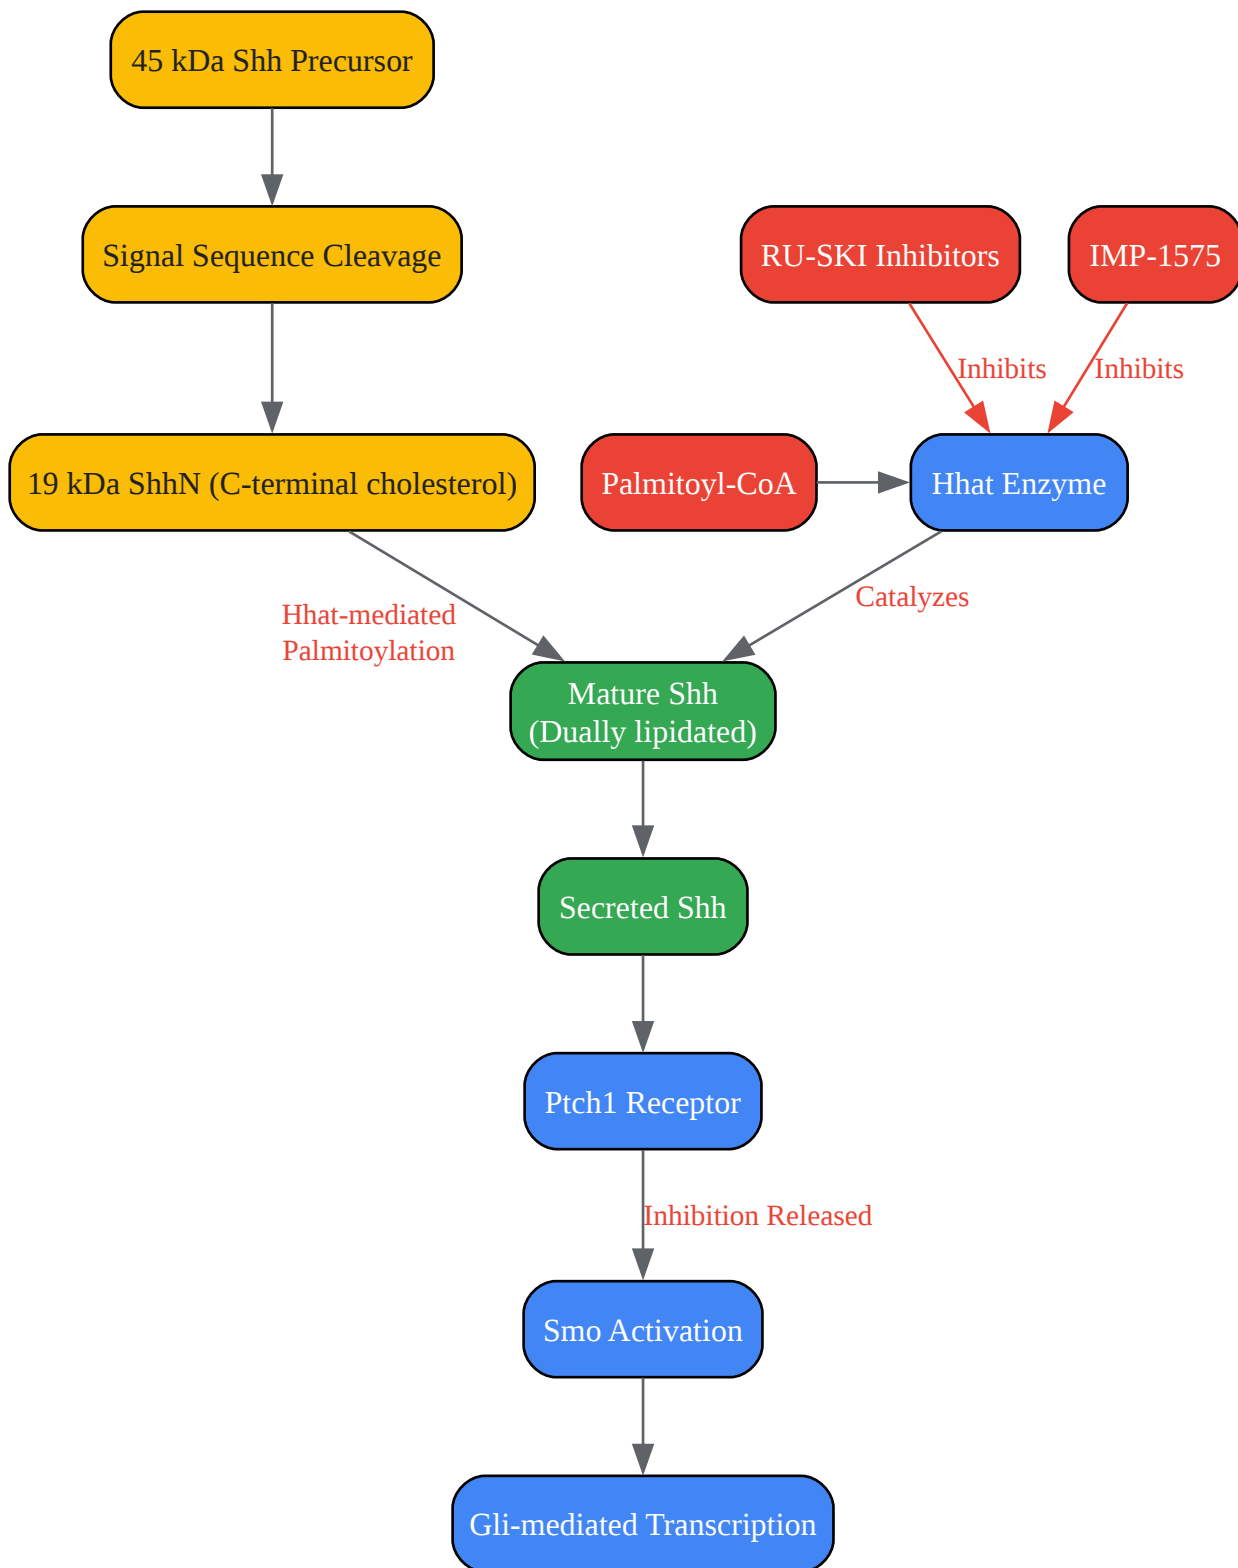 45 kDa Shh Precursor
Signal Sequence Cleavage
RU-SKI Inhibitors
IMP-1575
Inhibits
Inhibits
19 kDa ShhN (C-terminal cholesterol)
Palmitoyl-CoA
Hhat Enzyme
Hhat-mediated
Palmitoylation
Catalyzes
Mature Shh
(Dually lipidated)
Secreted Shh
Ptch1 Receptor
Inhibition Released
Smo Activation
Gli-mediated Transcription